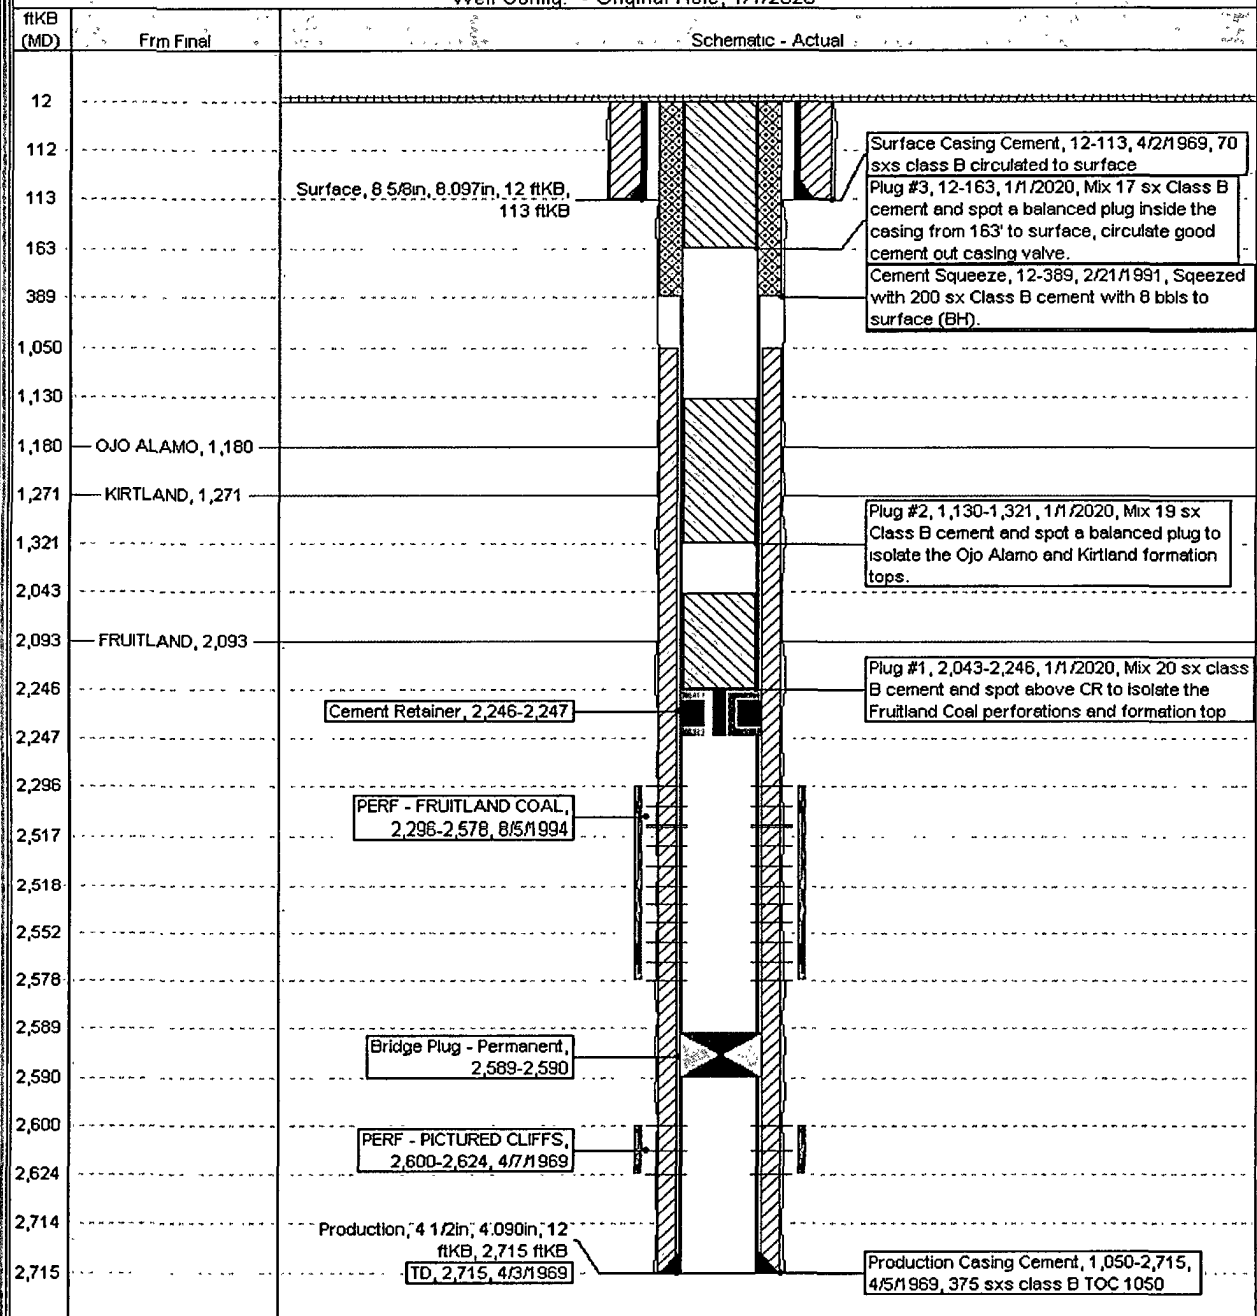 Well Config: - Original Hole, 1/1/2020
ftKB
(MD)
Frm Final
Schematic - Actual
12
112
113
163
389
1,050
1,130
1,180
1,271
1,321
2,043
2,093
2,246
2,247
2,296
2,517
2,518
2,552
2,578
2,589
2,590
2,600
2,624
2,714
2,715
OJO ALAMO, 1,180
KIRTLAND, 1,271
FRUITLAND, 2,093
Surface, 8 5/8in, 8.097in, 12 ftKB,
113 ftKB
Surface Casing Cement, 12-113, 4/2/1969, 70
sxs class B circulated to surface
Plug #3, 12-163, 1/1/2020, Mix 17 sx Class B
cement and spot a balanced plug inside the
casing from 163' to surface, circulate good
cement out casing valve.
Cement Squeeze, 12-389, 2/21/1991, Sqeezed
with 200 sx Class B cement with 8 bbls to
surface (BH).
Plug #2, 1,130-1,321, 1/1/2020, Mix 19 sx
Class B cement and spot a balanced plug to
isolate the Ojo Alamo and Kirtland formation
tops.
Plug #1, 2,043-2,246, 1/1/2020, Mix 20 sx class
B cement and spot above CR to isolate the
Fruitland Coal perforations and formation top
Cement Retainer, 2,246-2,247
PERF - FRUITLAND COAL,
2,296-2,578, 8/5/1994
Bridge Plug - Permanent,
2,589-2,590
PERF - PICTURED CLIFFS,
2,600-2,624, 4/7/1969
Production, 4 1/2in, 4.090in, 12
ftKB, 2,715 ftKB
TD, 2,715, 4/3/1969
Production Casing Cement, 1,050-2,715,
4/5/1969, 375 sxs class B TOC 1050